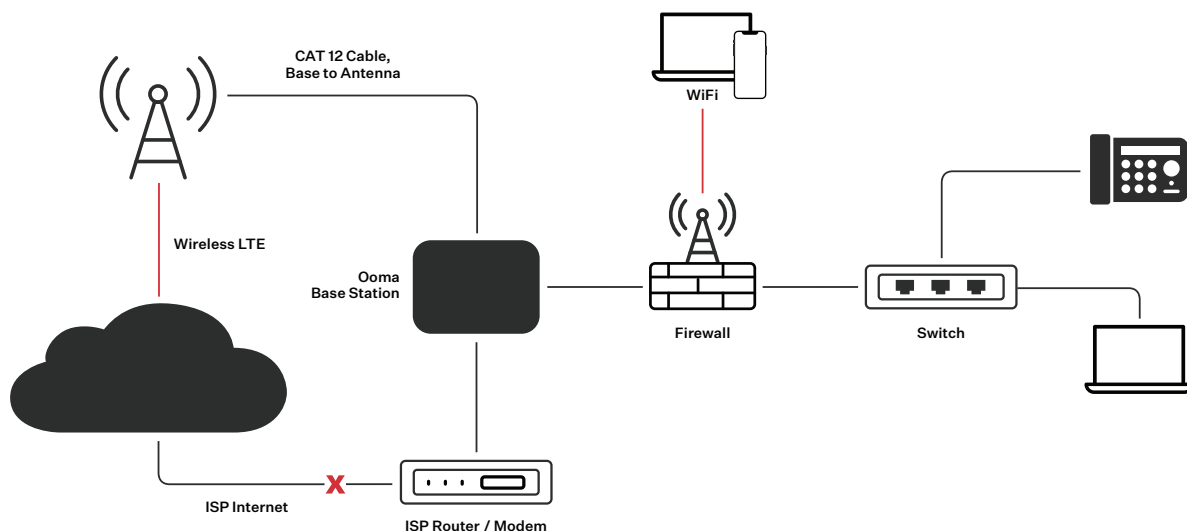 CAT 12 Cable,
Base to Antenna
WiFi
Wireless LTE
Ooma
Base Station
Firewall
Switch
X
ISP Internet
ISP Router / Modem